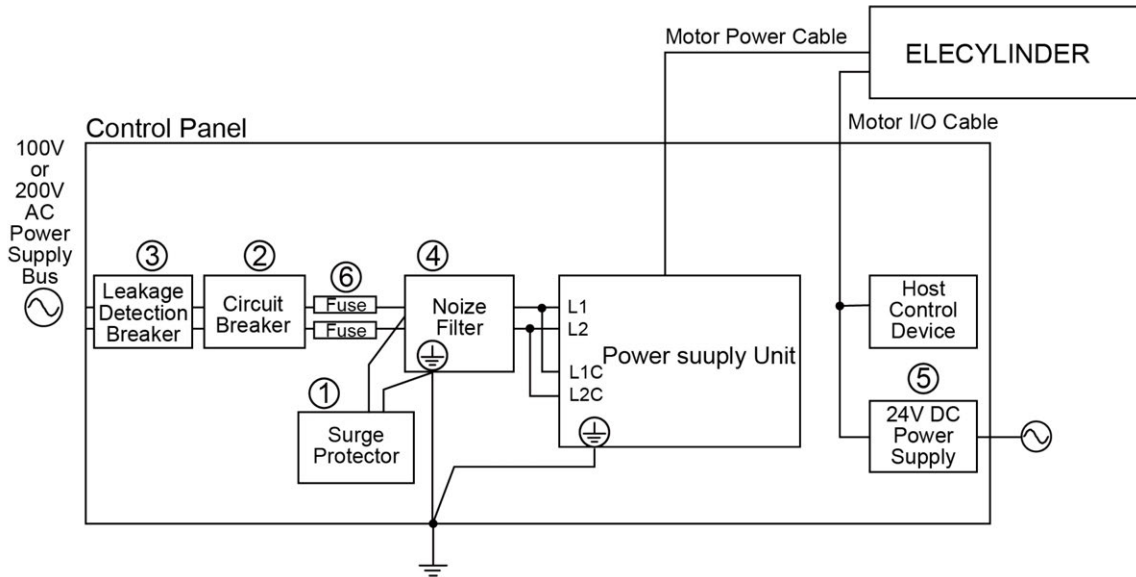 Motor Power Cable
ELECYLINDER
Motor I/O Cable
Control Panel
100V
or
200V
AC
Power
Supply
Bus
③
Leakage
Detection
Breaker
②
Circuit
Breaker
⑥
Fuse
Fuse
④
Noize
Filter
L1
L2
L1C
L2C
Power suuply Unit
Host
Control
Device
⑤
24V DC
Power
Supply
①
Surge
Protector